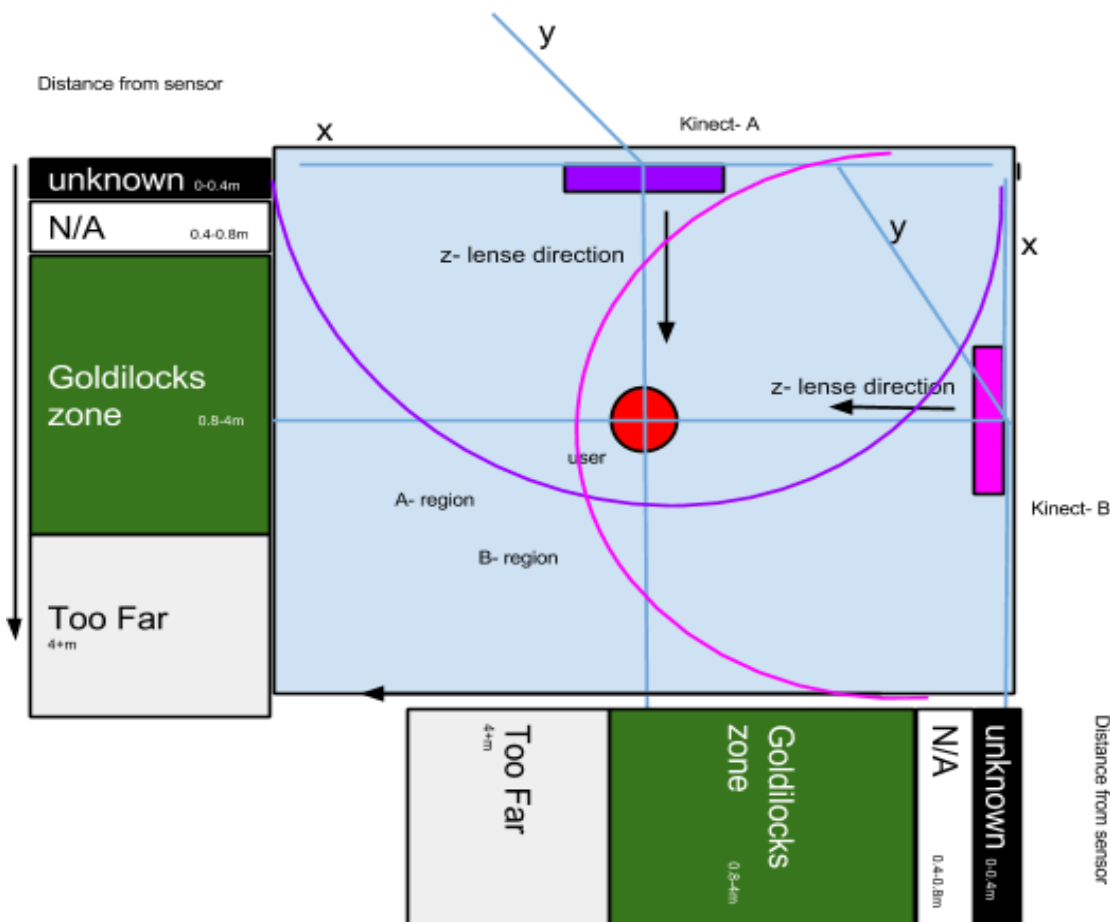 y
Distance from sensor
x
Kinect- A
unknown 0-0.4m
N/A 0.4-0.8m
z- lense direction
y
x
Goldilocks
zone 0.8-4m
z- lense direction
user
A- region
Kinect- B
B- region
Too Far
4+m
Too Far
4+m
Goldilocks
zone
0.8-4m
N/A
0.4-0.8m
unknown 0-0.4m
Distance from sensor